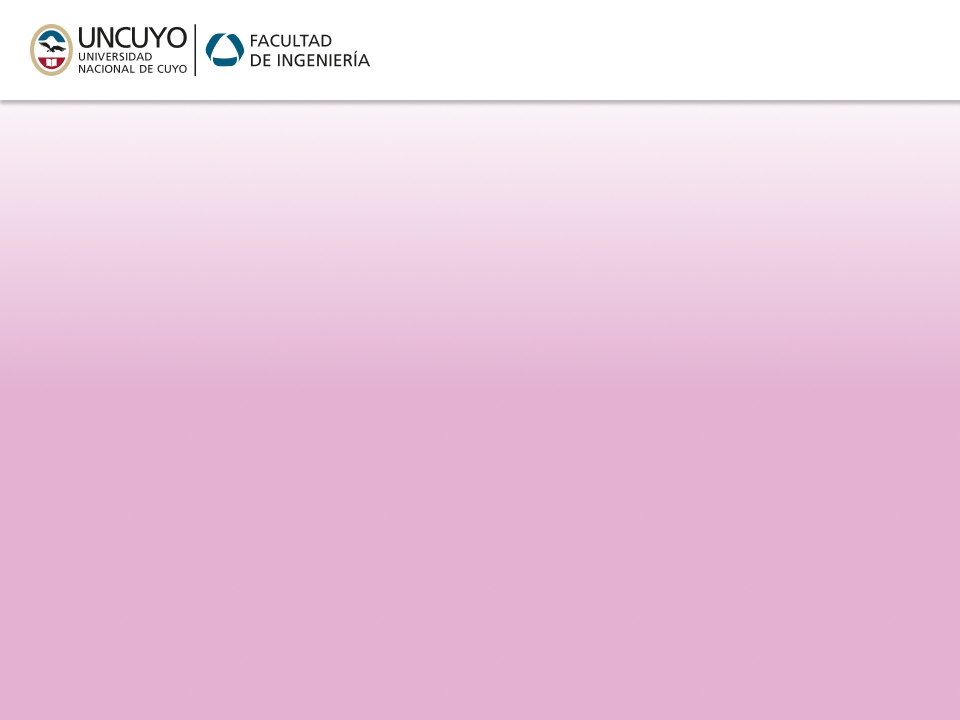 UNCUYO
UNIVERSIDAD
NACIONAL DE CUYO
FACULTAD
DE INGENIERÍA